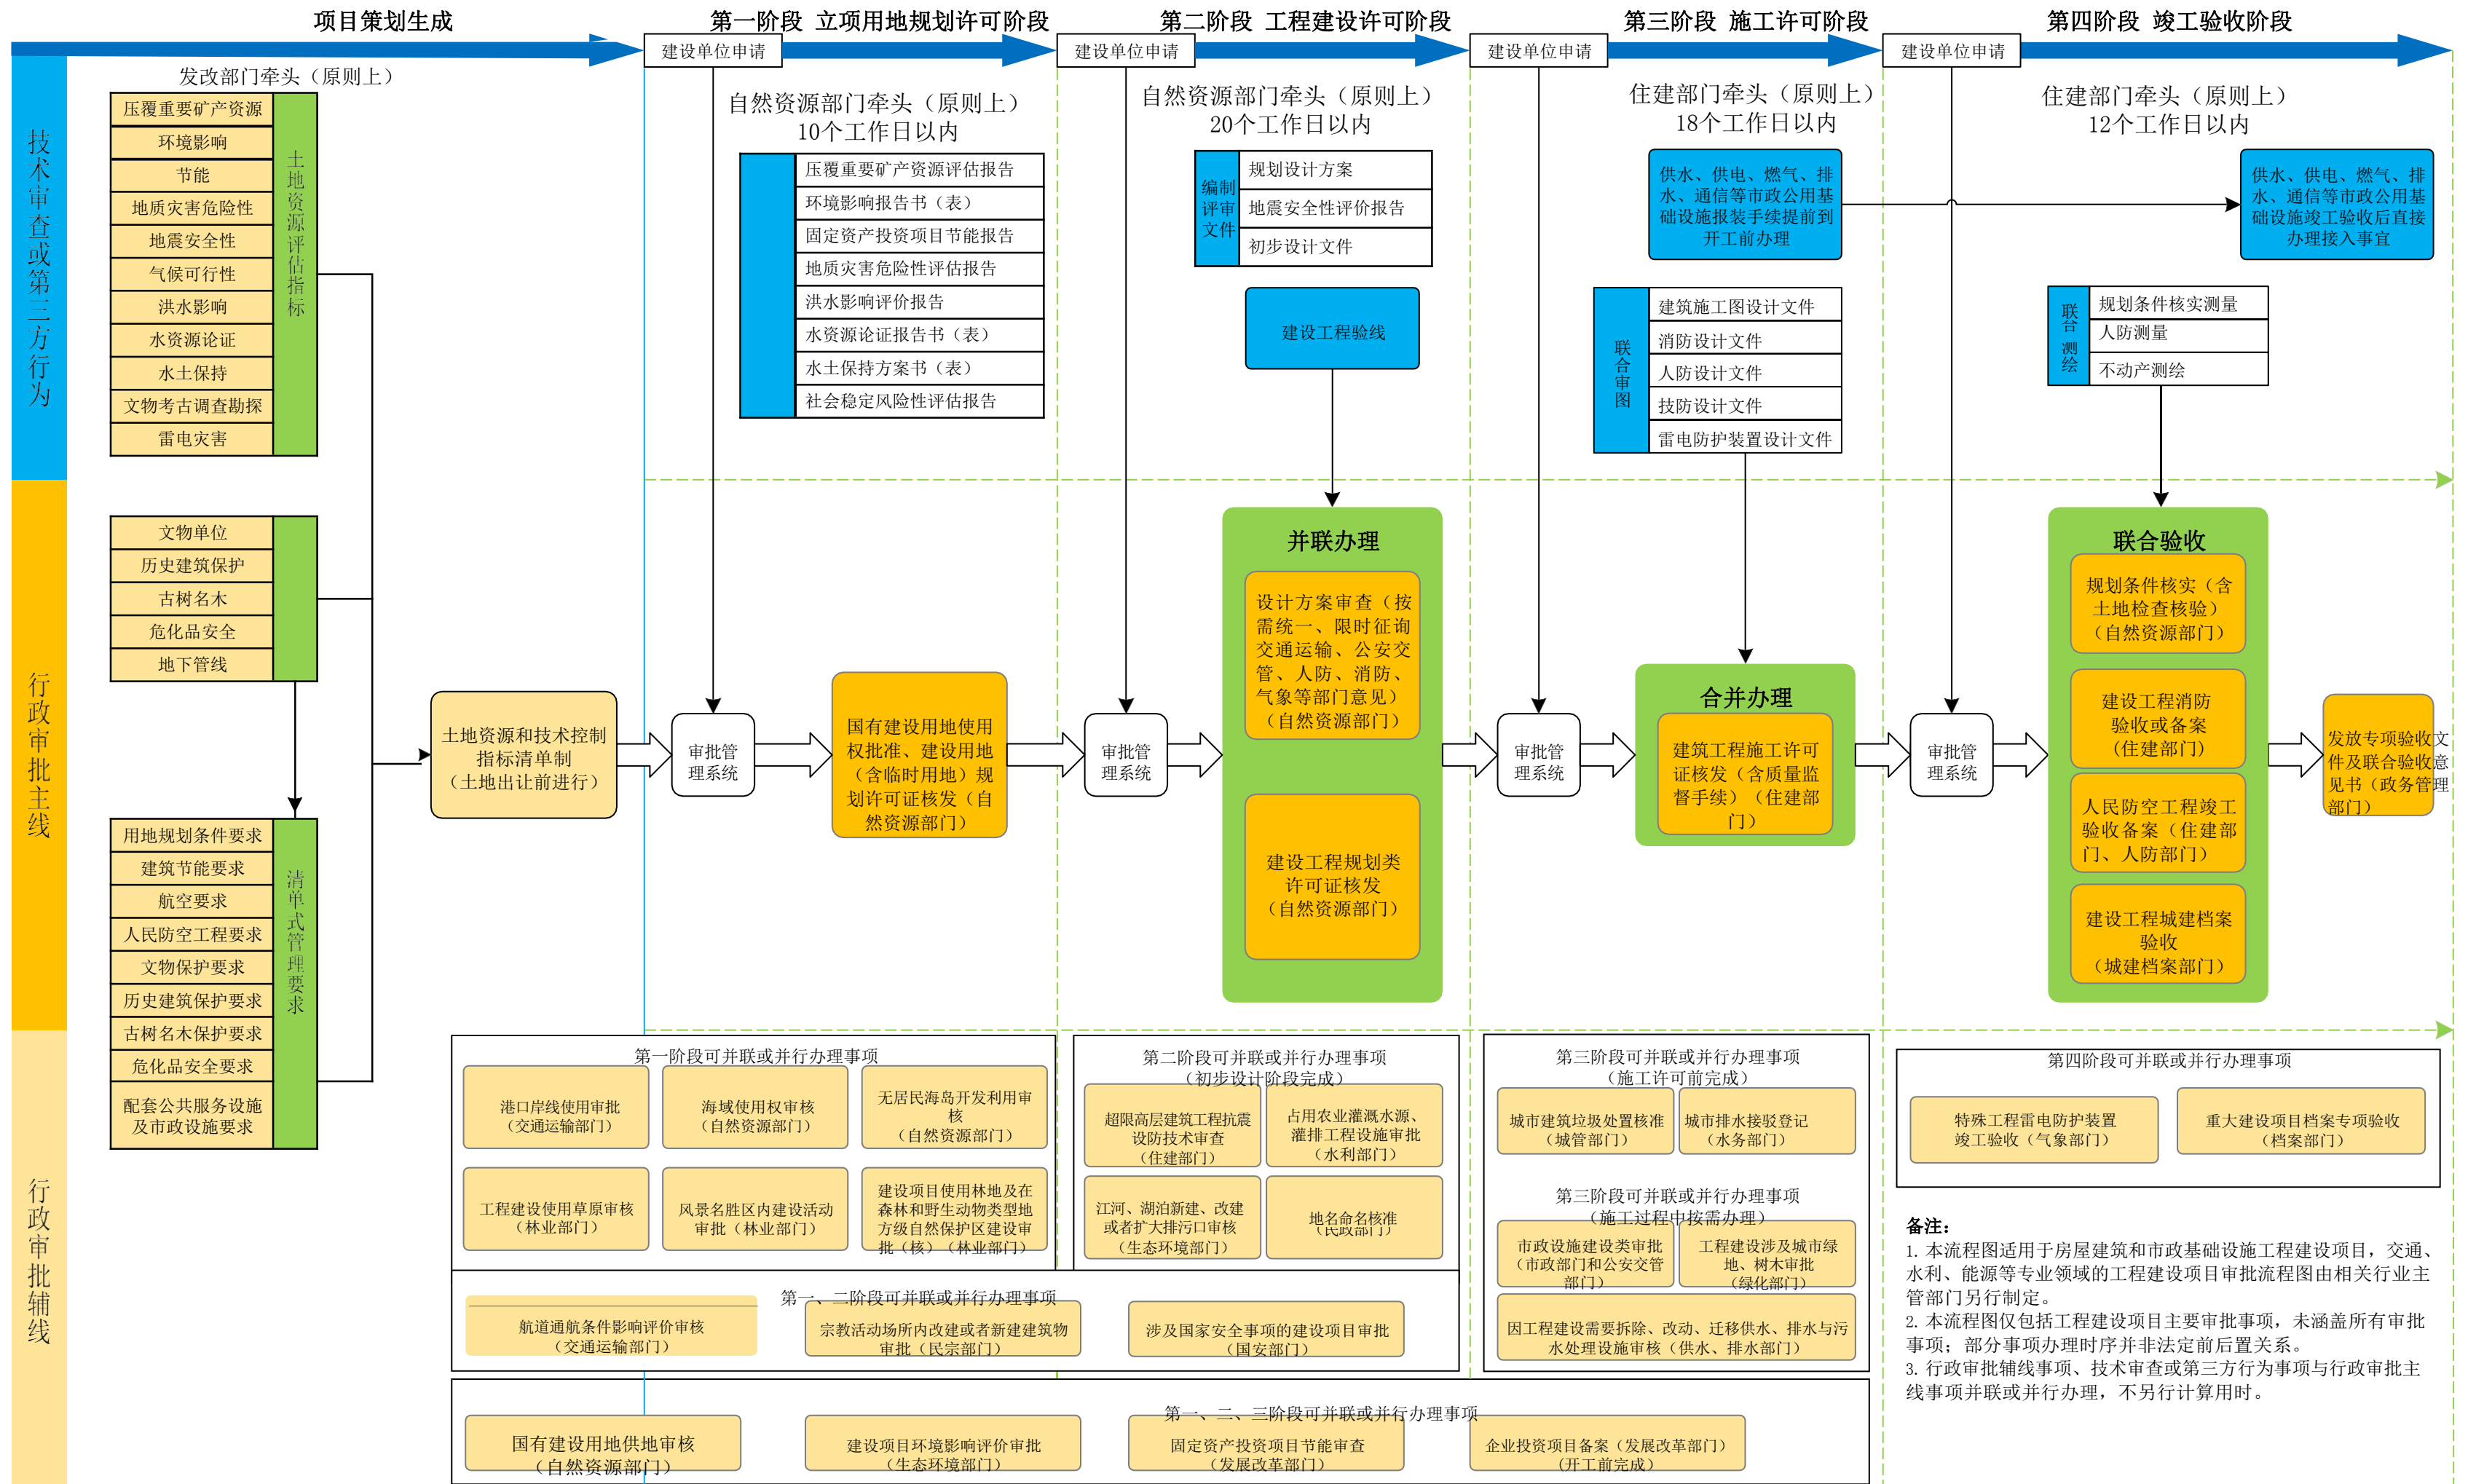 项目策划生成
第一阶段 立项用地规划许可阶段
第二阶段 工程建设许可阶段
第三阶段 施工许可阶段
第四阶段 竣工验收阶段
建设单位申请
建设单位申请
建设单位申请
建设单位申请
技术审查或第三方行为
行政审批主线
行政审批辅线
发改部门牵头（原则上）
压覆重要矿产资源
环境影响
节能
地质灾害危险性
地震安全性
气候可行性
洪水影响
水资源论证
水土保持
文物考古调查勘探
雷电灾害
土地资源评估指标
文物单位
历史建筑保护
古树名木
危化品安全
地下管线
用地规划条件要求
建筑节能要求
航空要求
人民防空工程要求
文物保护要求
历史建筑保护要求
古树名木保护要求
危化品安全要求
配套公共服务设施
及市政设施要求
清单式管理要求
土地资源和技术控制
指标清单制
（土地出让前进行）
自然资源部门牵头（原则上）
10个工作日以内
压覆重要矿产资源评估报告
环境影响报告书（表）
固定资产投资项目节能报告
地质灾害危险性评估报告
洪水影响评价报告
水资源论证报告书（表）
水土保持方案书（表）
社会稳定风险性评估报告
审批管
理系统
国有建设用地使用
权批准、建设用地
（含临时用地）规
划许可证核发（自
然资源部门）
自然资源部门牵头（原则上）
20个工作日以内
编制
评审
文件
规划设计方案
地震安全性评价报告
初步设计文件
建设工程验线
审批管
理系统
并联办理
设计方案审查（按
需统一、限时征询
交通运输、公安交
管、人防、消防、
气象等部门意见）
（自然资源部门）
建设工程规划类
许可证核发
（自然资源部门）
住建部门牵头（原则上）
18个工作日以内
供水、供电、燃气、排
水、通信等市政公用基
础设施报装手续提前到
开工前办理
联合审图
建筑施工图设计文件
消防设计文件
人防设计文件
技防设计文件
雷电防护装置设计文件
审批管
理系统
合并办理
建筑工程施工许可
证核发（含质量监
督手续）（住建部
门）
住建部门牵头（原则上）
12个工作日以内
供水、供电、燃气、排
水、通信等市政公用基
础设施竣工验收后直接
办理接入事宜
联合测绘
规划条件核实测量
人防测量
不动产测绘
审批管
理系统
联合验收
规划条件核实（含
土地检查核验）
（自然资源部门）
建设工程消防
验收或备案
（住建部门）
人民防空工程竣工
验收备案（住建部
门、人防部门）
建设工程城建档案
验收
（城建档案部门）
发放专项验收文
件及联合验收意
见书（政务管理
部门）
第一阶段可并联或并行办理事项
港口岸线使用审批
（交通运输部门）
海域使用权审核
（自然资源部门）
无居民海岛开发利用审
核
（自然资源部门）
工程建设使用草原审核
（林业部门）
风景名胜区内建设活动
审批（林业部门）
建设项目使用林地及在
森林和野生动物类型地
方级自然保护区建设审
批（核）（林业部门）
第二阶段可并联或并行办理事项
（初步设计阶段完成）
超限高层建筑工程抗震
设防技术审查
（住建部门）
占用农业灌溉水源、
灌排工程设施审批
（水利部门）
江河、湖泊新建、改建
或者扩大排污口审核
（生态环境部门）
地名命名核准
（民政部门）
第三阶段可并联或并行办理事项
（施工许可前完成）
城市建筑垃圾处置核准
（城管部门）
城市排水接驳登记
（水务部门）
第三阶段可并联或并行办理事项
（施工过程中按需办理）
市政设施建设类审批
（市政部门和公安交管
部门）
工程建设涉及城市绿
地、树木审批
（绿化部门）
因工程建设需要拆除、改动、迁移供水、排水与污
水处理设施审核（供水、排水部门）
第四阶段可并联或并行办理事项
特殊工程雷电防护装置
竣工验收（气象部门）
重大建设项目档案专项验收
（档案部门）
第一、二阶段可并联或并行办理事项
航道通航条件影响评价审核
（交通运输部门）
宗教活动场所内改建或者新建建筑物
审批（民宗部门）
涉及国家安全事项的建设项目审批
（国安部门）
第一、二、三阶段可并联或并行办理事项
国有建设用地供地审核
（自然资源部门）
建设项目环境影响评价审批
（生态环境部门）
固定资产投资项目节能审查
（发展改革部门）
企业投资项目备案（发展改革部门）
（开工前完成）
备注：
1. 本流程图适用于房屋建筑和市政基础设施工程建设项目，交通、
水利、能源等专业领域的工程建设项目审批流程图由相关行业主
管部门另行制定。
2. 本流程图仅包括工程建设项目主要审批事项，未涵盖所有审批
事项；部分事项办理时序并非法定前后置关系。
3. 行政审批辅线事项、技术审查或第三方行为事项与行政审批主
线事项并联或并行办理，不另行计算用时。